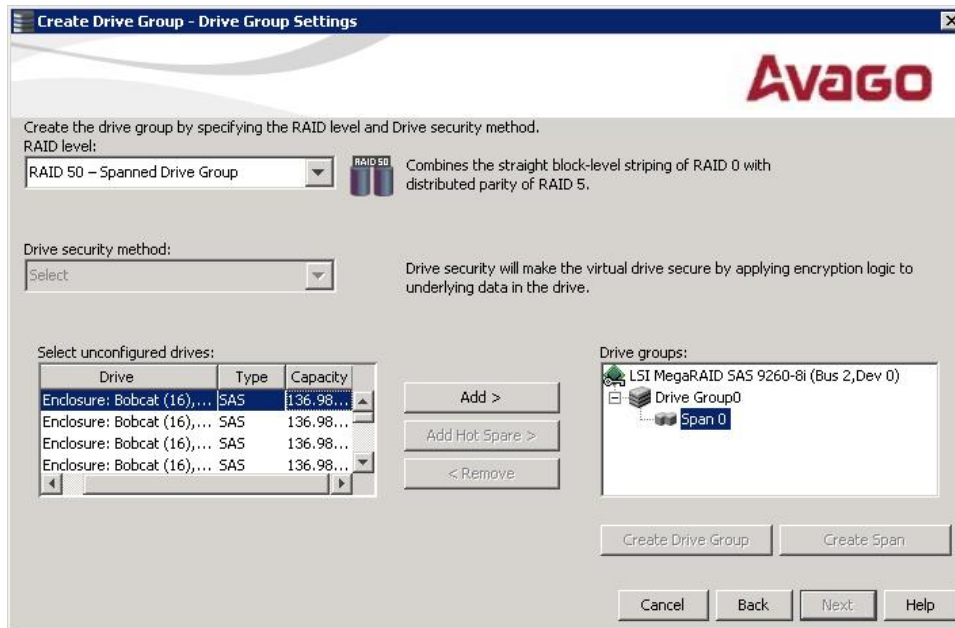 Create Drive Group - Drive Group Settings
Avago
Create the drive group by specifying the RAID level and Drive security method.
RAID level:
RAID 50 – Spanned Drive Group
RAID 50
Combines the straight block-level striping of RAID 0 with
distributed parity of RAID 5.
Drive security method:
Select
Drive security will make the virtual drive secure by applying encryption logic to
underlying data in the drive.
Select unconfigured drives:
Drive Type Capacity
Enclosure: Bobcat (16),... SAS 136.98...
Enclosure: Bobcat (16),... SAS 136.98...
Enclosure: Bobcat (16),... SAS 136.98...
Enclosure: Bobcat (16),... SAS 136.98...
Add >
Add Hot Spare >
< Remove
Drive groups:
LSI MegaRAID SAS 9260-8i (Bus 2,Dev 0)
Drive Group0
Span 0
Create Drive Group
Create Span
Cancel
Back
Next
Help